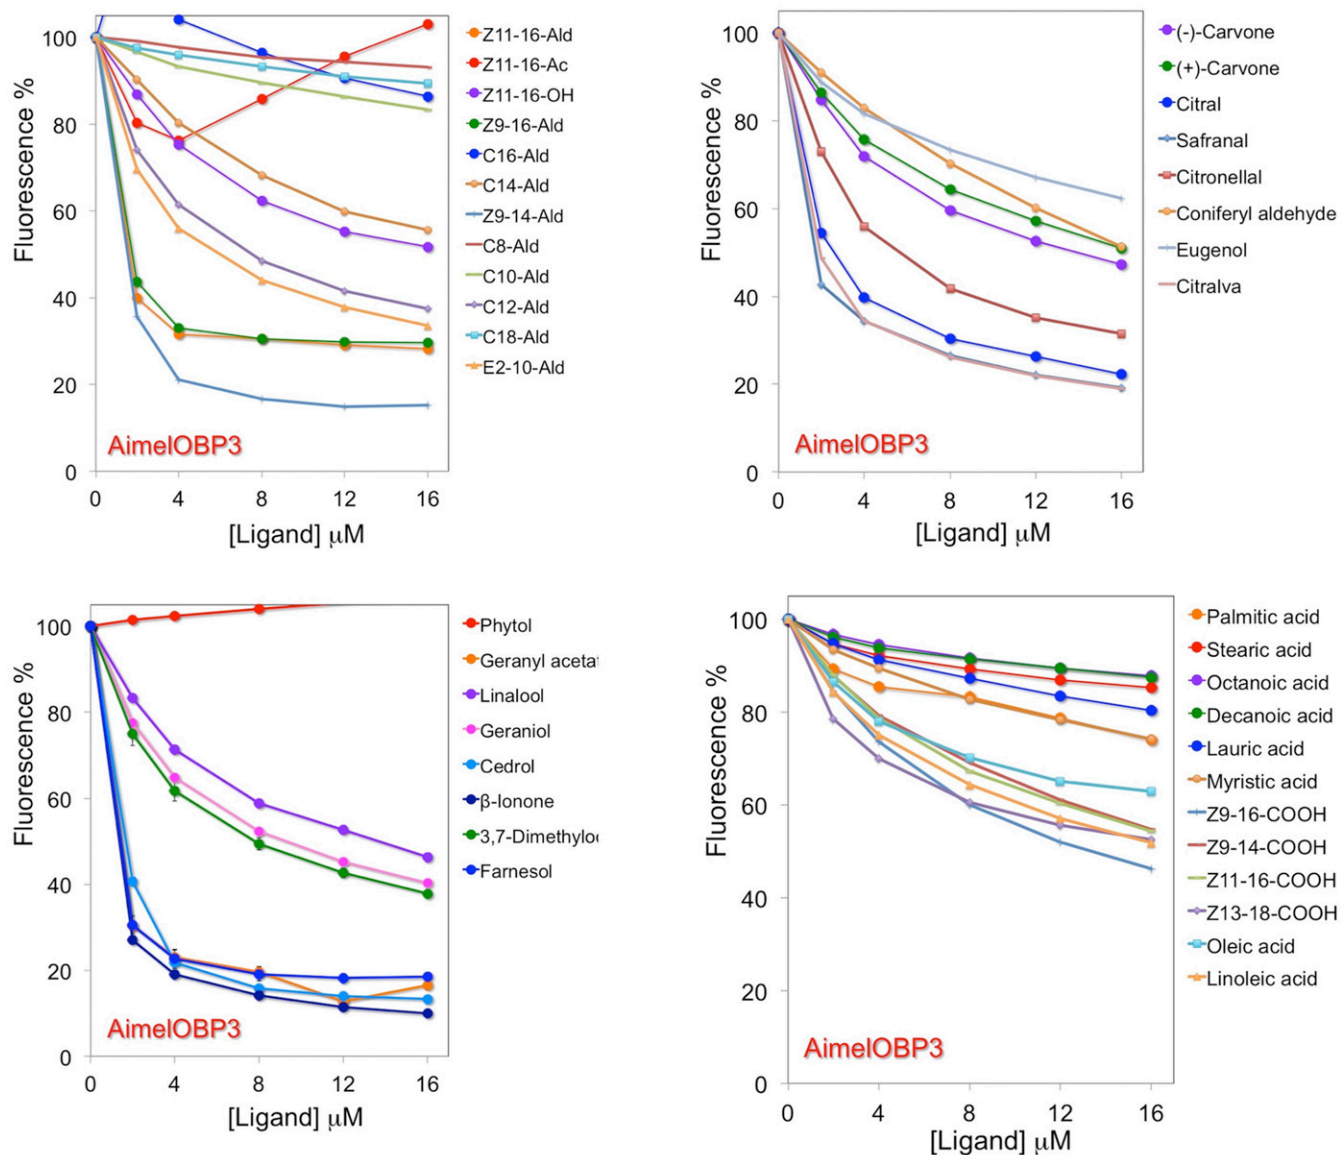 Fluorescence %
100
80
60
40
20
0
0
4
8
12
16
[Ligand] μM
AimelOBP3
Z11-16-Ald
Z11-16-Ac
Z11-16-OH
Z9-16-Ald
C16-Ald
C14-Ald
Z9-14-Ald
C8-Ald
C10-Ald
C12-Ald
C18-Ald
E2-10-Ald
Fluorescence %
100
80
60
40
20
0
0
4
8
12
16
[Ligand] μM
AimelOBP3
(-)-Carvone
(+)-Carvone
Citral
Safranal
Citronellal
Coniferyl aldehyde
Eugenol
Citralva
Fluorescence %
100
80
60
40
20
0
0
4
8
12
16
[Ligand] μM
AimelOBP3
Phytol
Geranyl aceta
Linalool
Geraniol
Cedrol
β-Ionone
3,7-Dimethylo
Farnesol
Fluorescence %
100
80
60
40
20
0
0
4
8
12
16
[Ligand] μM
AimelOBP3
Palmitic acid
Stearic acid
Octanoic acid
Decanoic acid
Lauric acid
Myristic acid
Z9-16-COOH
Z9-14-COOH
Z11-16-COOH
Z13-18-COOH
Oleic acid
Linoleic acid